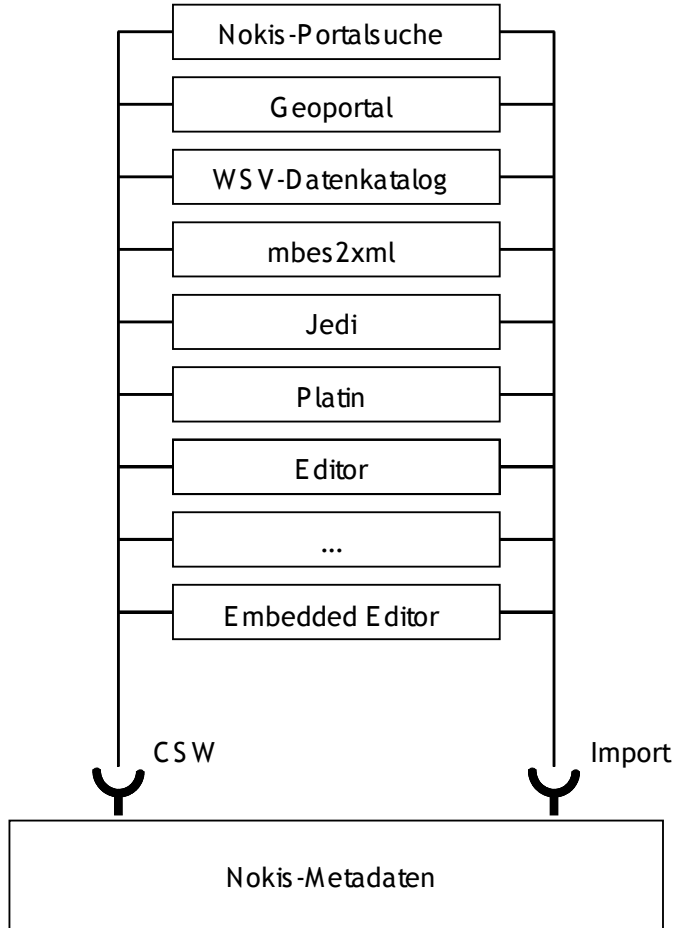 Nokis-Portalsuche
Geoportal
WSV-Datenkatalog
mbes2xml
Jedi
Platin
Editor
...
Embedded Editor
CSW
Import
Nokis-Metadaten